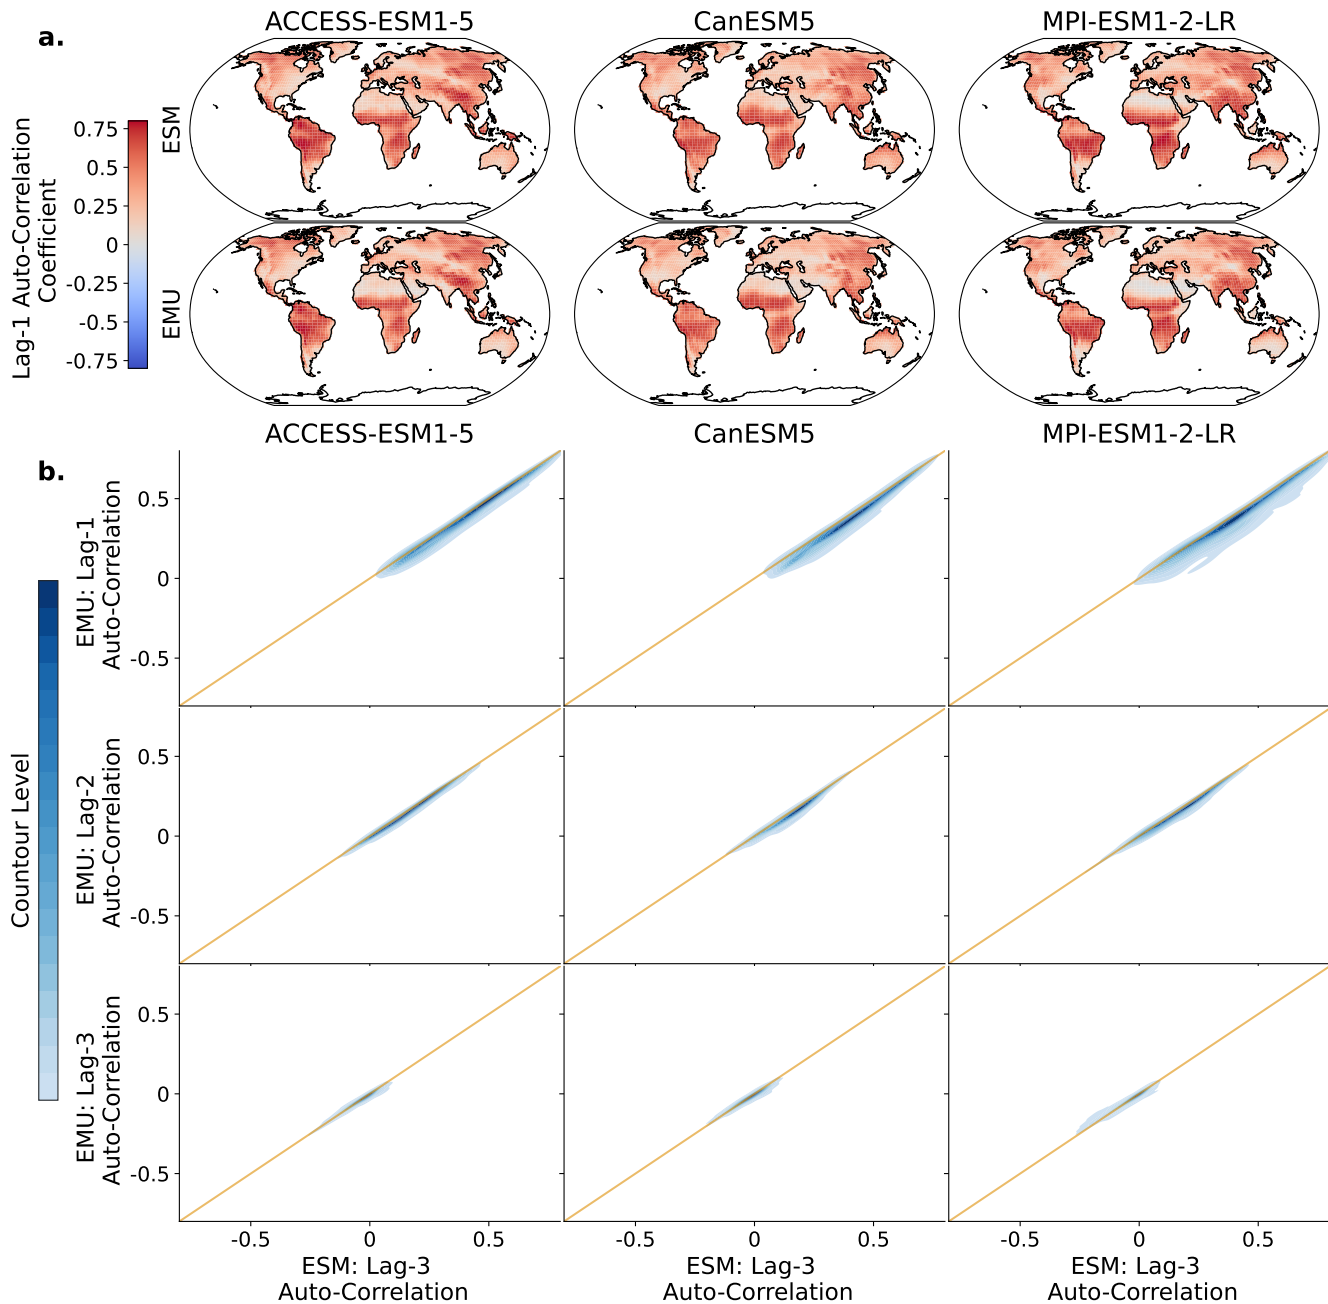 a.
ACCESS-ESM1-5
CanESM5
MPI-ESM1-2-LR
Lag-1 Auto-Correlation
Coefficient
0.75
0.5
0.25
0
-0.25
-0.5
-0.75
ESM
EMU
b.
ACCESS-ESM1-5
CanESM5
MPI-ESM1-2-LR
Countour Level
EMU: Lag-1
Auto-Correlation
0.5
0
-0.5
EMU: Lag-2
Auto-Correlation
0.5
0
-0.5
EMU: Lag-3
Auto-Correlation
0.5
0
-0.5
-0.5
0
0.5
-0.5
0
0.5
-0.5
0
0.5
ESM: Lag-3
Auto-Correlation
ESM: Lag-3
Auto-Correlation
ESM: Lag-3
Auto-Correlation